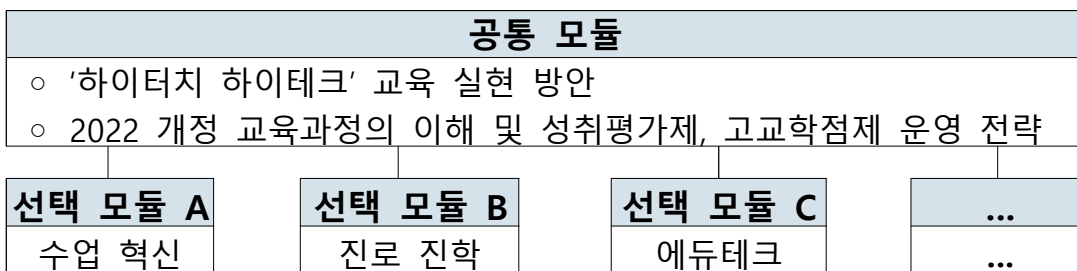 공통 모듈
○ ‘하이터치 하이테크’ 교육 실현 방안
○ 2022 개정 교육과정의 이해 및 성취평가제, 고교학점제 운영 전략
선택 모듈 A 선택 모듈 B 선택 모듈 C ...
수업 혁신 진로 진학 에듀테크 ...